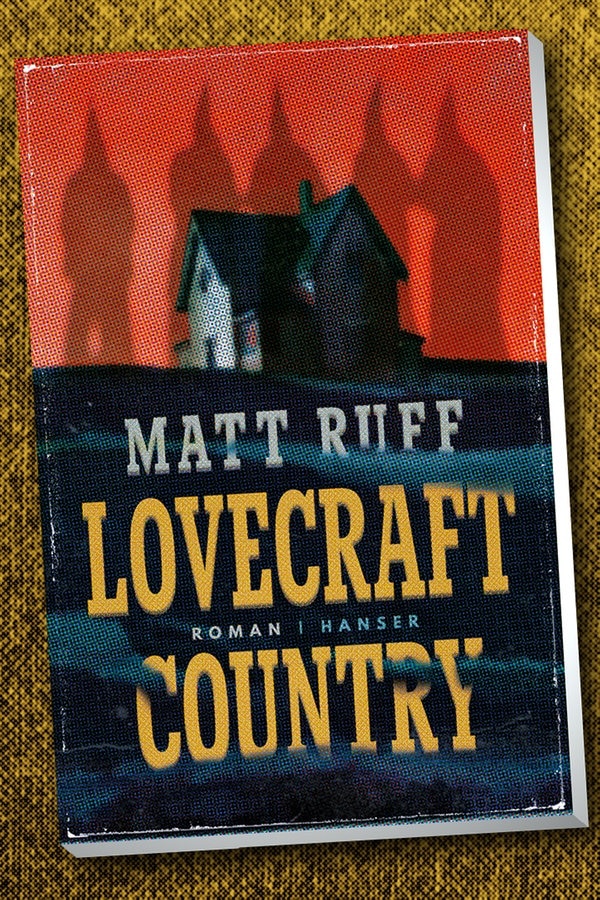 MATT RUFF
LOVECRAFT
ROMAN | HANSER
COUNTRY